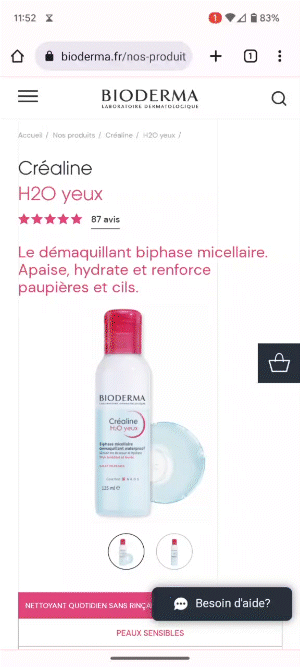 11:52
1
83%
bioderma.fr/nos-produit
1
BIODERMA
LABORATOIRE DERMATOLOGIQUE
Accueil / Nos produits / Créaline / H2O yeux /
Créaline
H2O yeux
87 avis
Le démaquillant biphase micellaire.
Apaise, hydrate et renforce
paupières et cils.
BIODERMA
Créaline
H2O yeux
Biphase micellaire
démaquillant waterproof
125 ml e
NETTOYANT QUOTIDIEN SANS RINÇA
Besoin d'aide?
PEAUX SENSIBLES